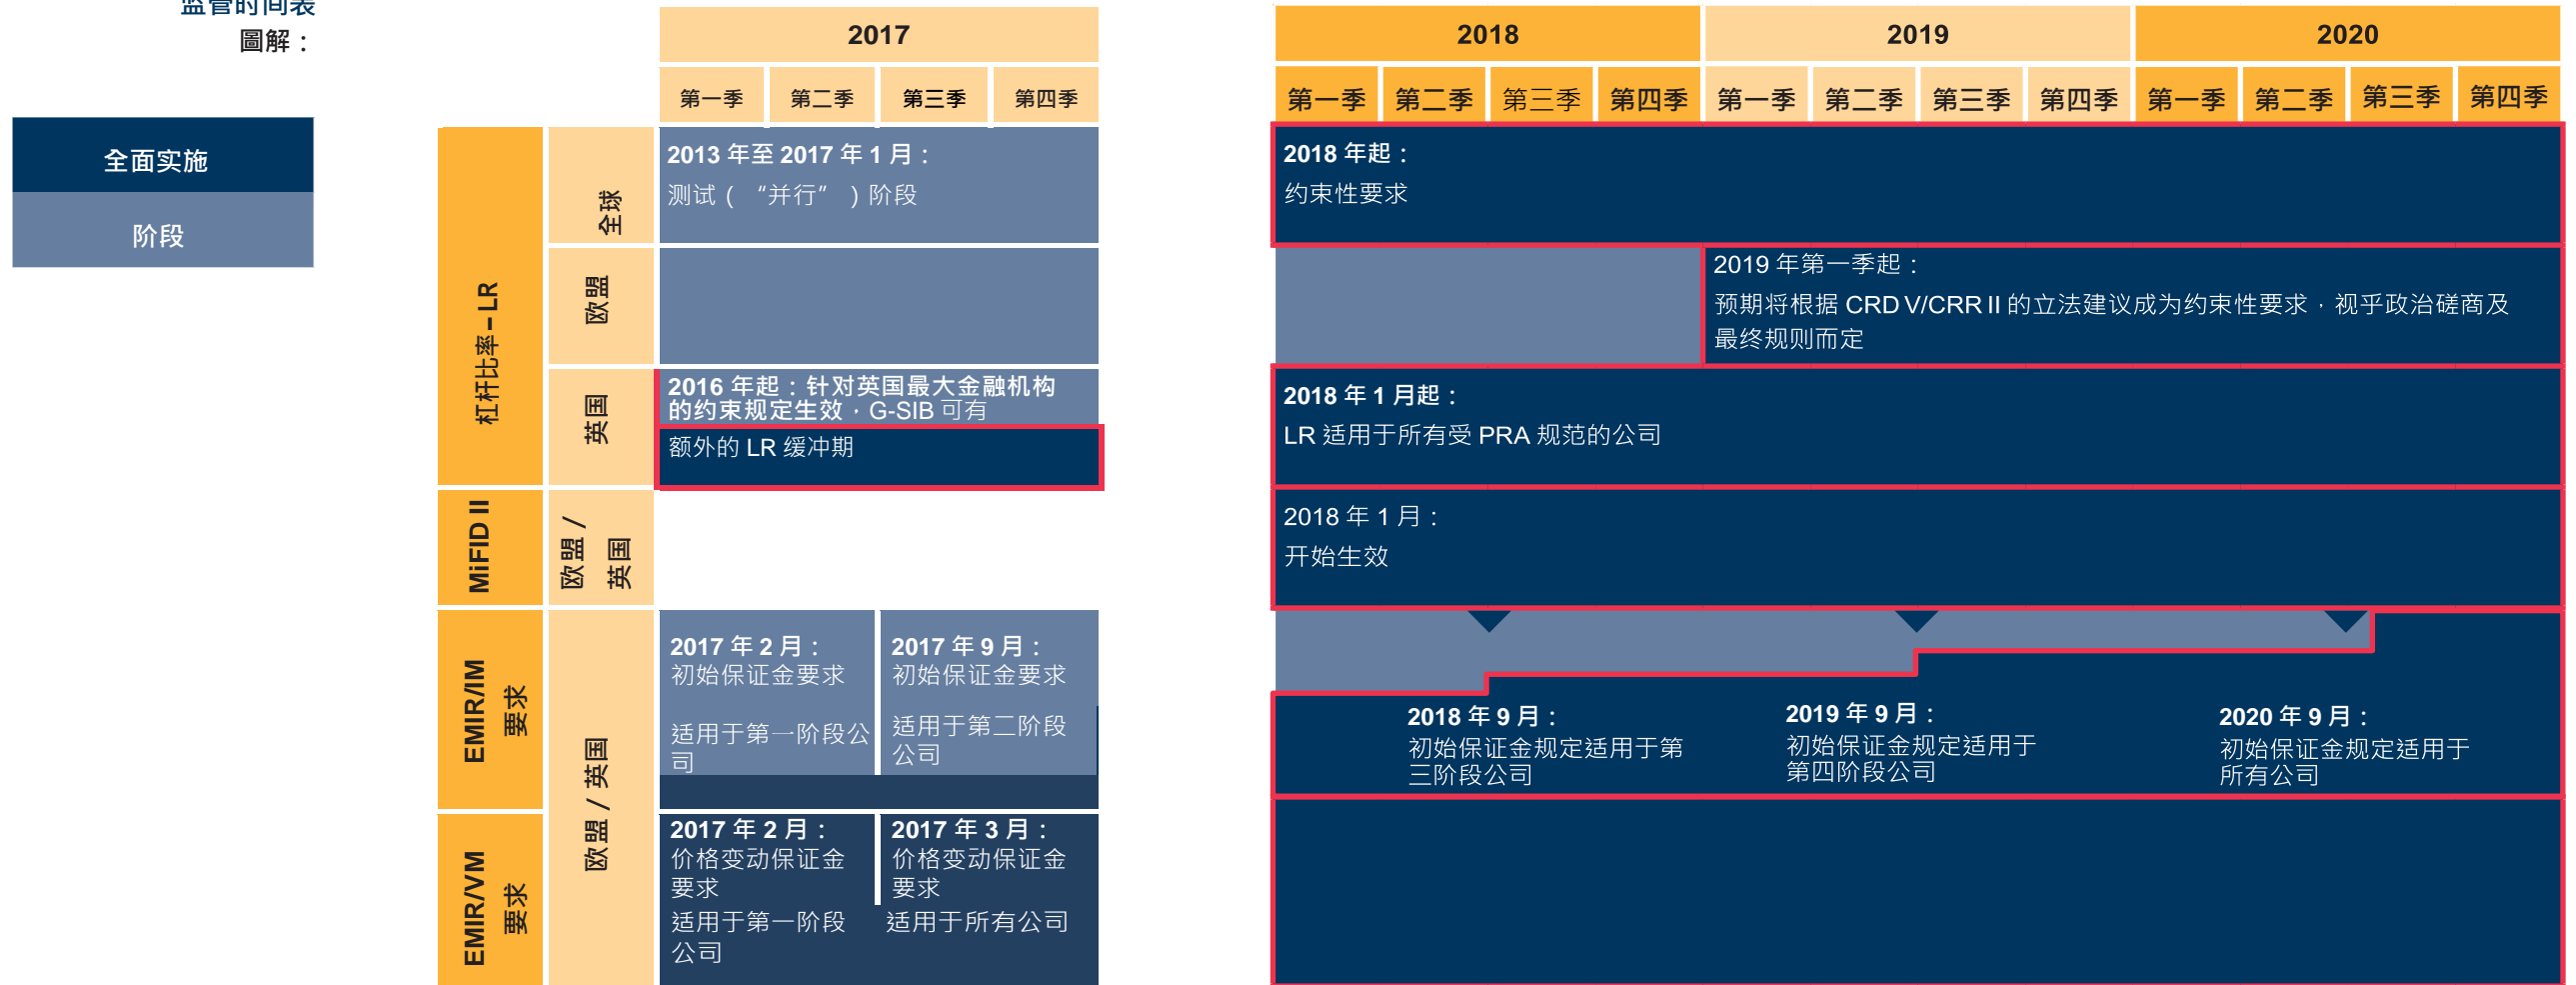 监管时间表
圖解：
全面实施
阶段
2017
第一季 第二季 第三季 第四季
2018 2019 2020
第一季 第二季 第三季 第四季 第一季 第二季 第三季 第四季 第一季 第二季 第三季 第四季
杠杆比率 – LR
全球
2013 年至 2017 年 1 月：
测试（ “并行” ）阶段
2018 年起：
约束性要求
欧盟
2019 年第一季起：
预期将根据 CRD V/CRR II 的立法建议成为约束性要求，视乎政治磋商及
最终规则而定
英国
2016 年起：针对英国最大金融机构
的约束规定生效，G-SIB 可有
额外的 LR 缓冲期
2018 年 1 月起：
LR 适用于所有受 PRA 规范的公司
MiFID II
欧盟 /
英国
2018 年 1 月：
开始生效
EMIR/IM
要求
欧盟 / 英国
2017 年 2 月：
初始保证金要求
适用于第一阶段公
司
2017 年 9 月：
初始保证金要求
适用于第二阶段
公司
2018 年 9 月：
初始保证金规定适用于第
三阶段公司
2019 年 9 月：
初始保证金规定适用于
第四阶段公司
2020 年 9 月：
初始保证金规定适用于
所有公司
EMIR/VM
要求
2017 年 2 月：
价格变动保证金
要求
适用于第一阶段
公司
2017 年 3 月：
价格变动保证金
要求
适用于所有公司